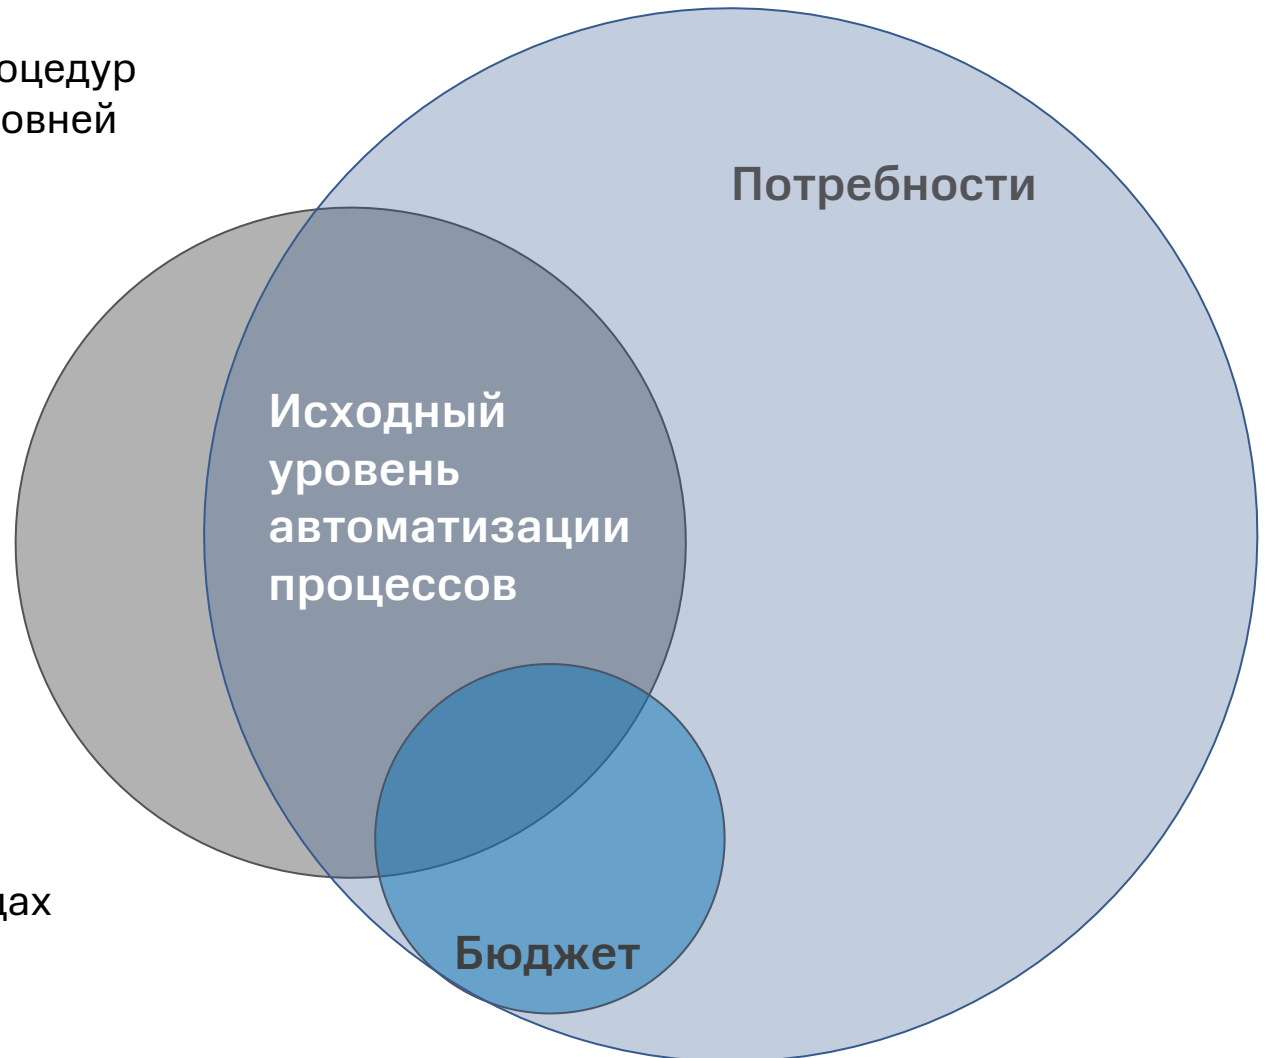 оцедур
овней
Потребности
Исходный
уровень
автоматизации
процессов
дах
Бюджет